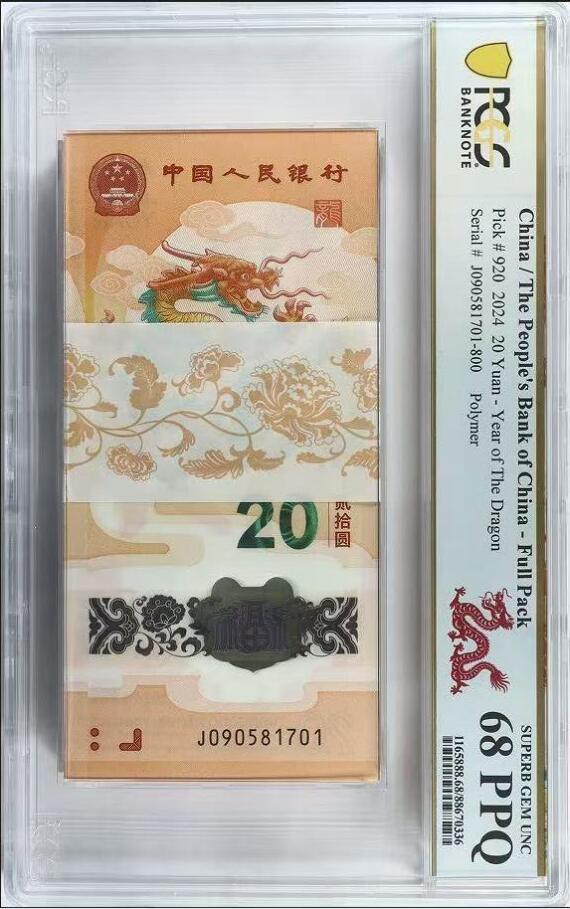 中国人民银行
龍
20
贰拾圆
J090581701
PCGS
BANKNOTE
China / The People's Bank of China - Full Pack
Pick # 920 2024 20 Yuan - Year of The Dragon
Serial # J090581701-800 Polymer
SUPERB GEM UNC
68 PPQ
1165888.68/88670336